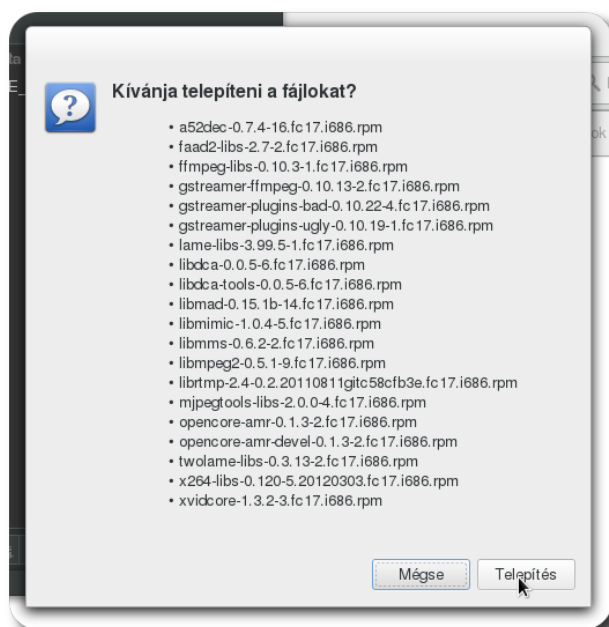 ta
E_
Kívánja telepíteni a fájlokat?
• a52dec-0.7.4-16.fc17.i686.rpm
• faad2-libs-2.7-2.fc17.i686.rpm
• ffmpeg-libs-0.10.3-1.fc17.i686.rpm
• gstreamer-ffmpeg-0.10.13-2.fc17.i686.rpm
• gstreamer-plugins-bad-0.10.22-4.fc17.i686.rpm
• gstreamer-plugins-ugly-0.10.19-1.fc17.i686.rpm
• lame-libs-3.99.5-1.fc17.i686.rpm
• libdca-0.0.5-6.fc17.i686.rpm
• libdca-tools-0.0.5-6.fc17.i686.rpm
• libmad-0.15.1b-14.fc17.i686.rpm
• libmimic-1.0.4-5.fc17.i686.rpm
• libmms-0.6.2-2.fc17.i686.rpm
• libmpeg2-0.5.1-9.fc17.i686.rpm
• librtmp-2.4-0.2.20110811gitc58cfb3e.fc17.i686.rpm
• mjpegtools-libs-2.0.0-4.fc17.i686.rpm
• opencore-amr-0.1.3-2.fc17.i686.rpm
• opencore-amr-devel-0.1.3-2.fc17.i686.rpm
• twolame-libs-0.3.13-2.fc17.i686.rpm
• x264-libs-0.120-5.20120303.fc17.i686.rpm
• xvidcore-1.3.2-3.fc17.i686.rpm
Mégse Telepítés